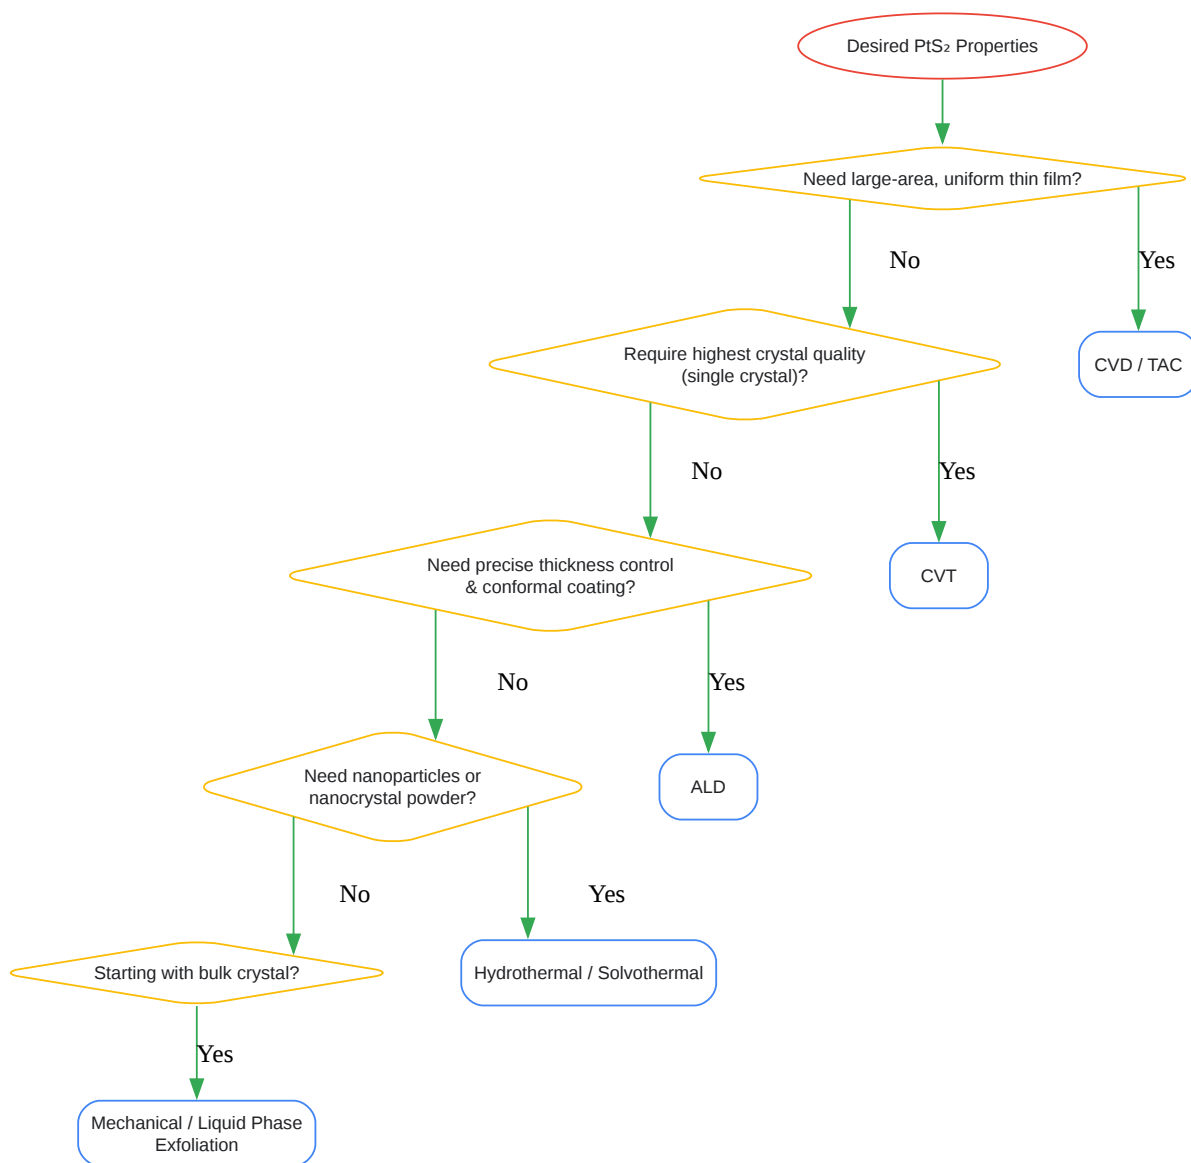 Desired PtS₂ Properties
Need large-area, uniform thin film?
No
Yes
Require highest crystal quality
(single crystal)?
CVD / TAC
No
Yes
Need precise thickness control
& conformal coating?
CVT
No
Yes
Need nanoparticles or
nanocrystal powder?
ALD
No
Yes
Starting with bulk crystal?
Hydrothermal / Solvothermal
Yes
Mechanical / Liquid Phase
Exfoliation